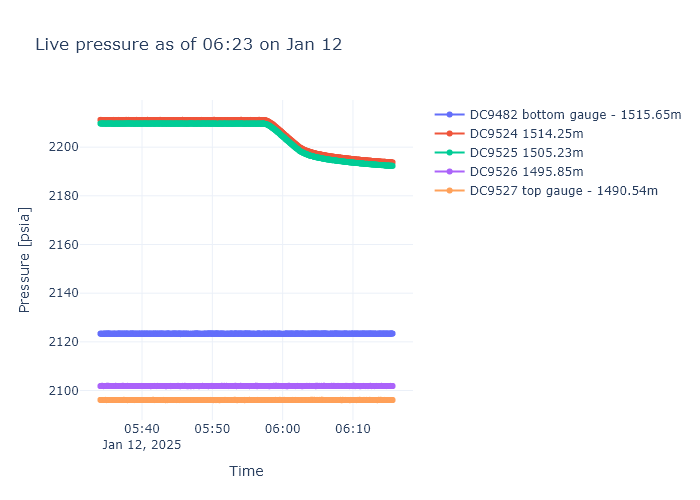 Live pressure as of 06:23 on Jan 12
DC9482 bottom gauge - 1515.65m
DC9524 1514.25m
DC9525 1505.23m
DC9526 1495.85m
DC9527 top gauge - 1490.54m
Pressure [psia]
2200
2180
2160
2140
2120
2100
05:40 05:50 06:00 06:10
Jan 12, 2025
Time